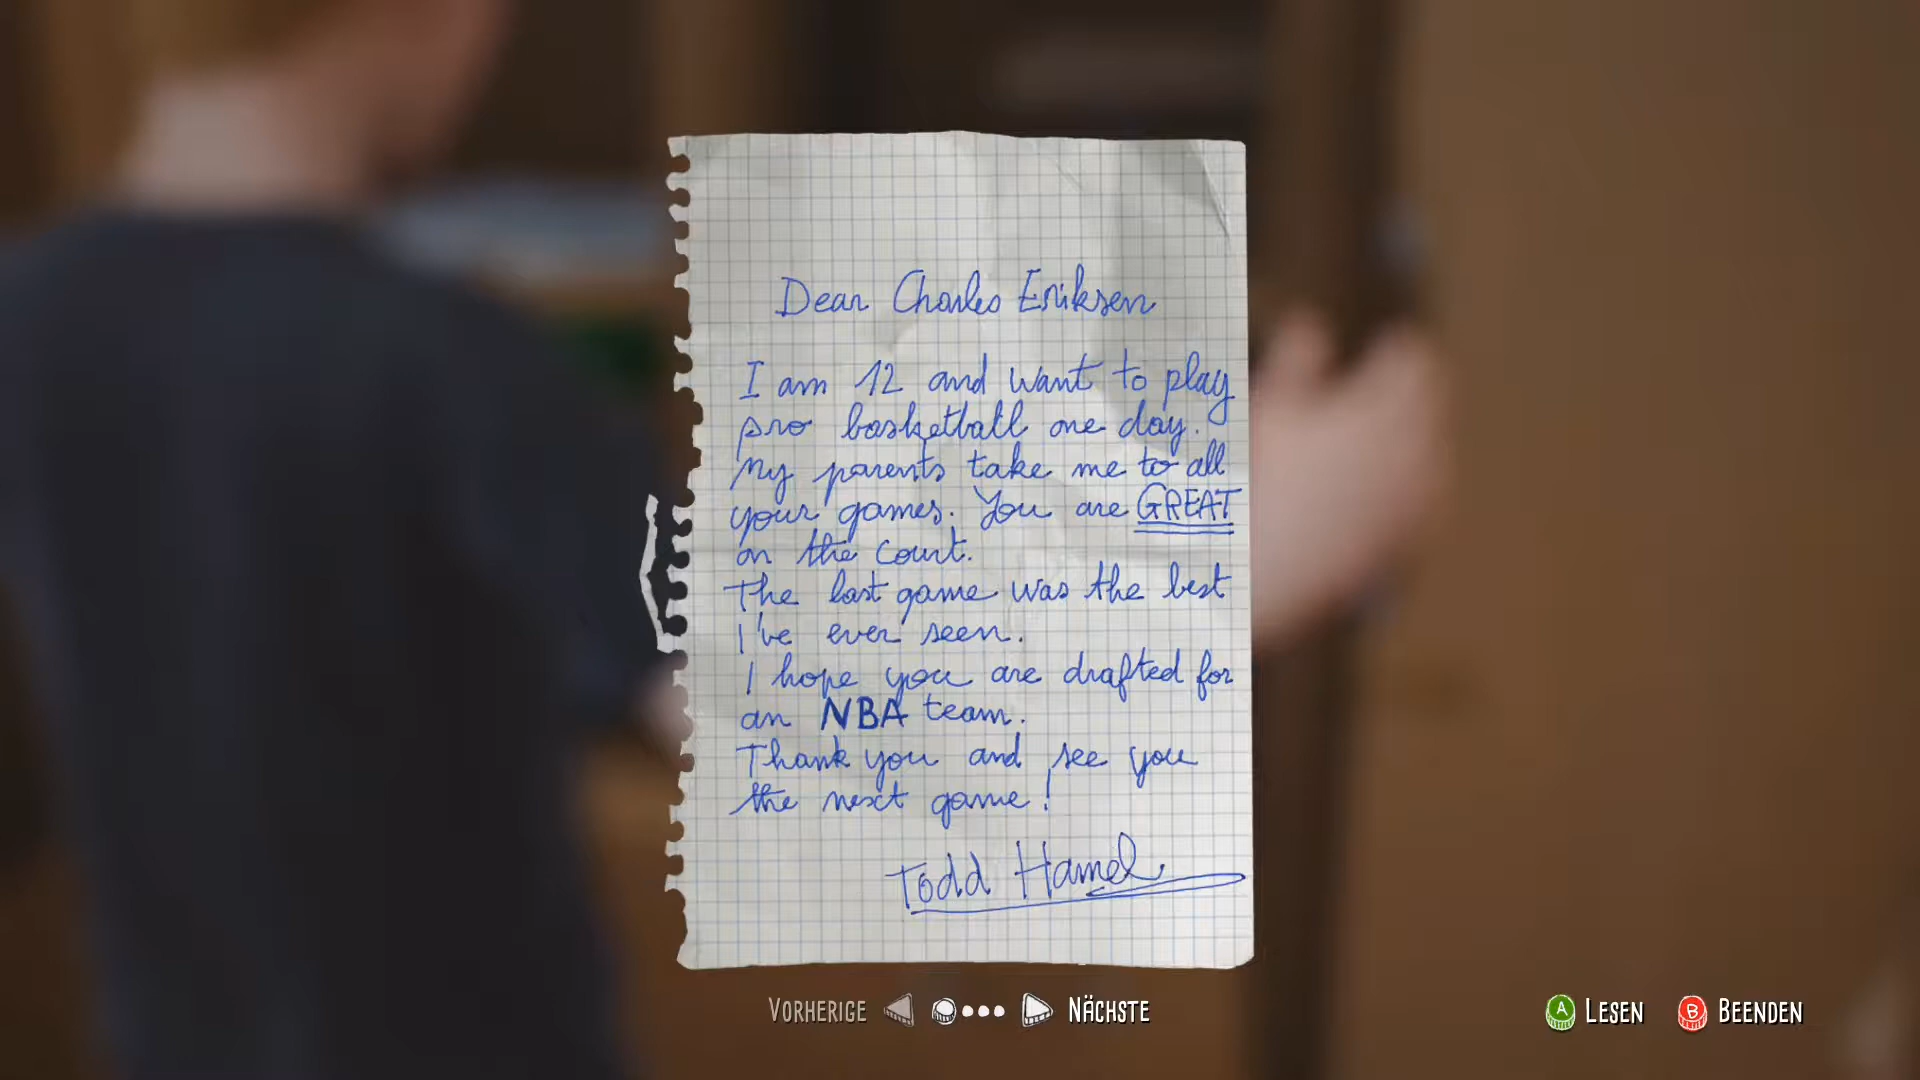 Dear Charles Eriksen
I am 12 and want to play
pro basketball one day.
My parents take me to all
your games. You are GREAT
on the court.
The last game was the best
I've ever seen.
I hope you are drafted for
an NBA team.
Thank you and see you
the next game!
Todd Hamel
VORHERIGE NÄCHSTE
A LESEN B BEENDEN